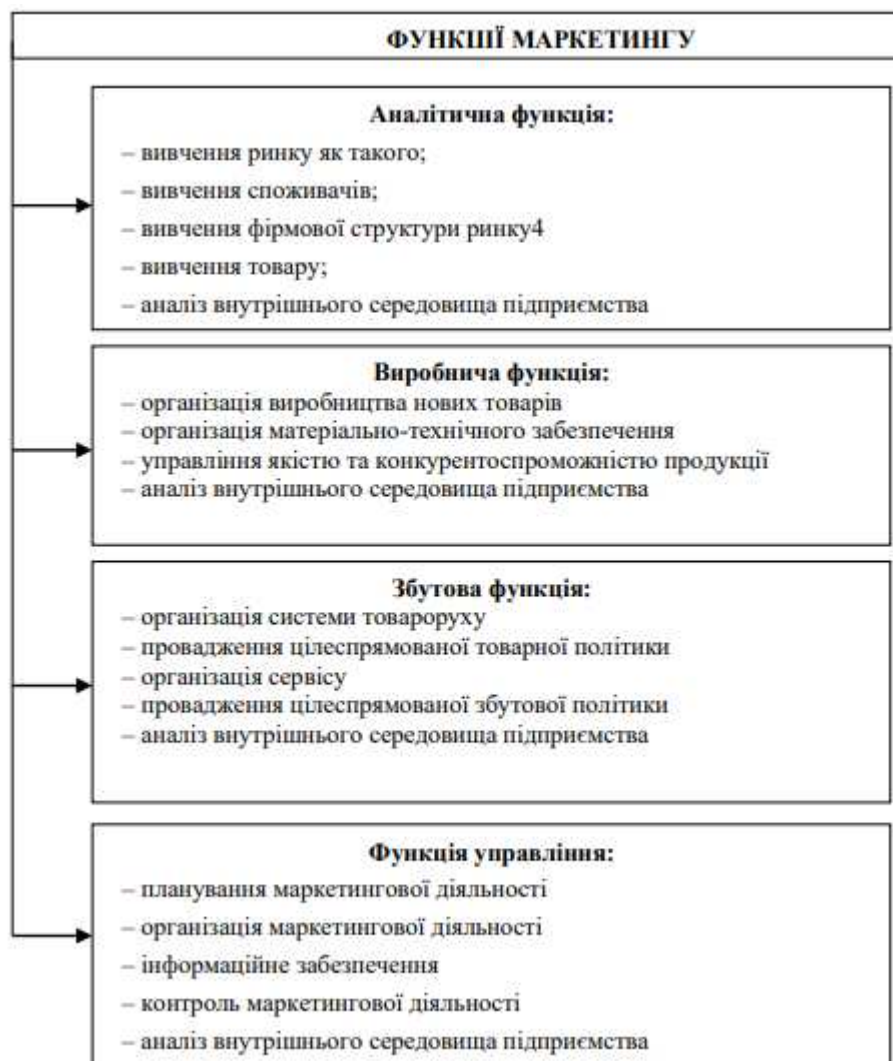 ФУНКЦІЇ МАРКЕТИНГУ
Аналітична функція:
– вивчення ринку як такого;
– вивчення споживачів;
– вивчення фірмової структури ринку4
– вивчення товару;
– аналіз внутрішнього середовища підприємства
Виробнича функція:
– організація виробництва нових товарів
– організація матеріально-технічного забезпечення
– управління якістю та конкурентоспроможністю продукції
– аналіз внутрішнього середовища підприємства
Збутова функція:
– організація системи товароруху
– провадження цілеспрямованої товарної політики
– організація сервісу
– провадження цілеспрямованої збутової політики
– аналіз внутрішнього середовища підприємства
Функція управління:
– планування маркетингової діяльності
– організація маркетингової діяльності
– інформаційне забезпечення
– контроль маркетингової діяльності
– аналіз внутрішнього середовища підприємства